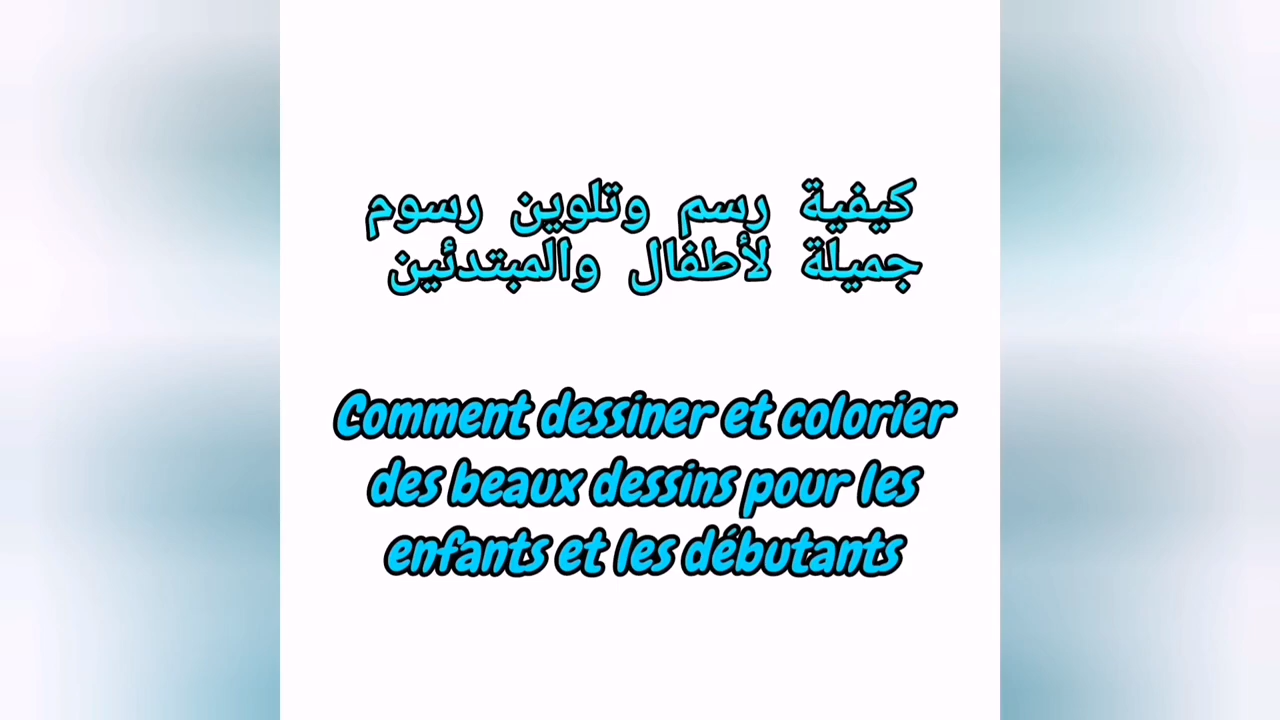 كيفية رسم وتلوين رسوم
جميلة لأطفال والمبتدئين
Comment dessiner et colorier
des beaux dessins pour les
enfants et les débutants